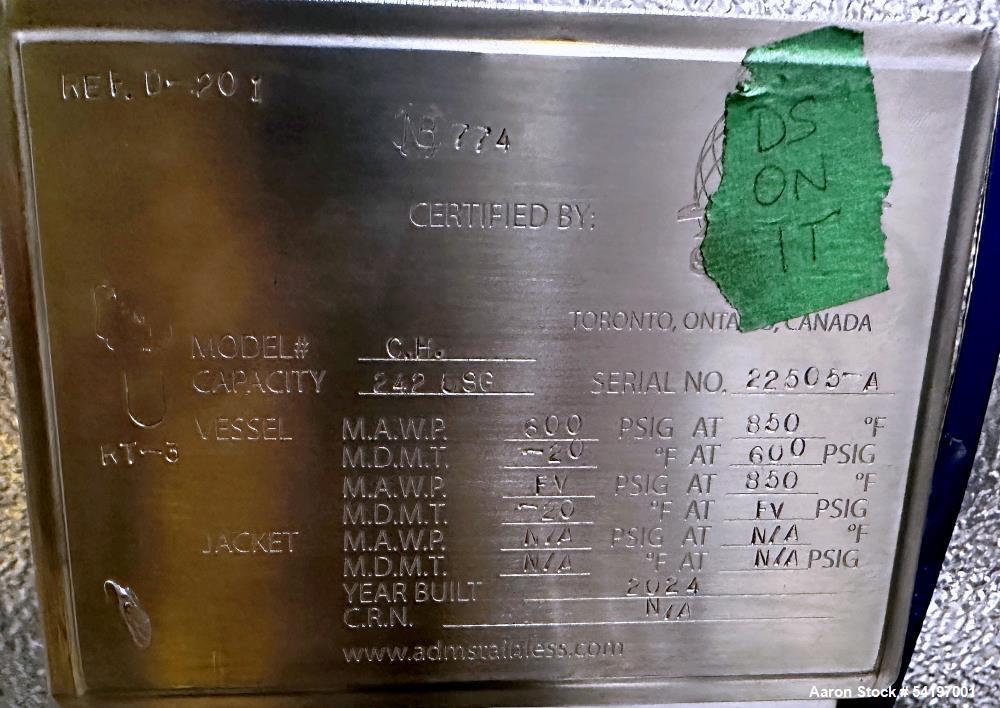 REF. D-201
NB 774
DS
ON
IT
CERTIFIED BY:
TORONTO, ONTA , CANADA
MODEL# C.H.
CAPACITY 242 USG SERIAL NO. 22505-A
U
RT-3
VESSEL M.A.W.P. 600 PSIG AT 850 °F
M.D.M.T. -20 °F AT 600 PSIG
M.A.W.P. FV PSIG AT 850 °F
M.D.M.T. -20 °F AT FV PSIG
JACKET M.A.W.P. N/A PSIG AT N/A °F
M.D.M.T. N/A °F AT N/A PSIG
YEAR BUILT 2024
C.R.N. N/A
www.admstainless.com
Aaron Stock # 54197001